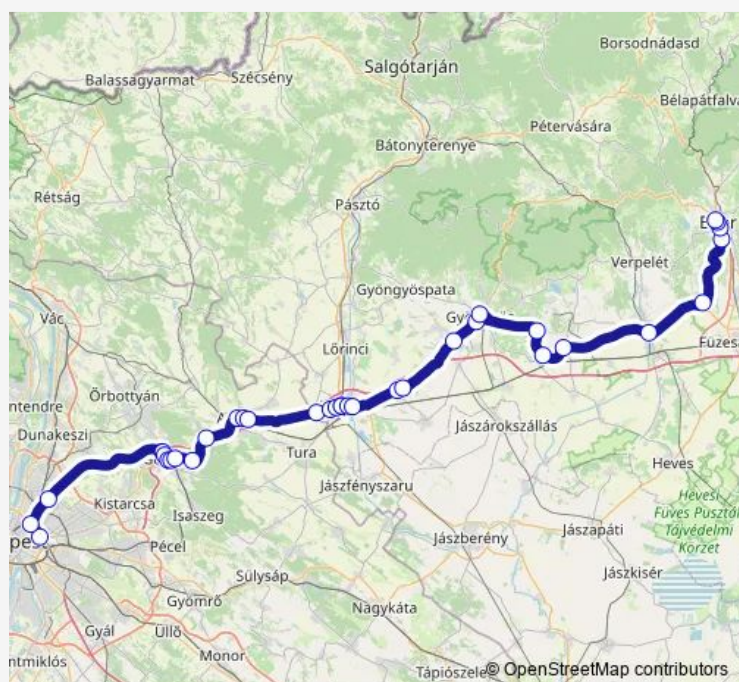 Borsodnádasd
Salgótarján
Balassagyarmat
Szécsény
Bélapátfalva
Pétervására
Bátonyterenye
Rétság
Pásztó
Verpelét
Gyöngyöspata
Vác
Lőrinci
Füzesa
Őrbottyán
ntendre
Dunakeszi
Jászárokszállás
Tura
Heves
Kistarcsa
Jászfényszaru
Hevesi
Füves Puszták
Tájvédelmi
Körzet
Isaszeg
pest
Pécel
Jászberény
Jászapáti
Sülysáp
Jászkisér
Gyömrő
Nagykáta
Gyál
Üllő
ntmiklós
Monor
Tápiószele
© OpenStreetMap contributors